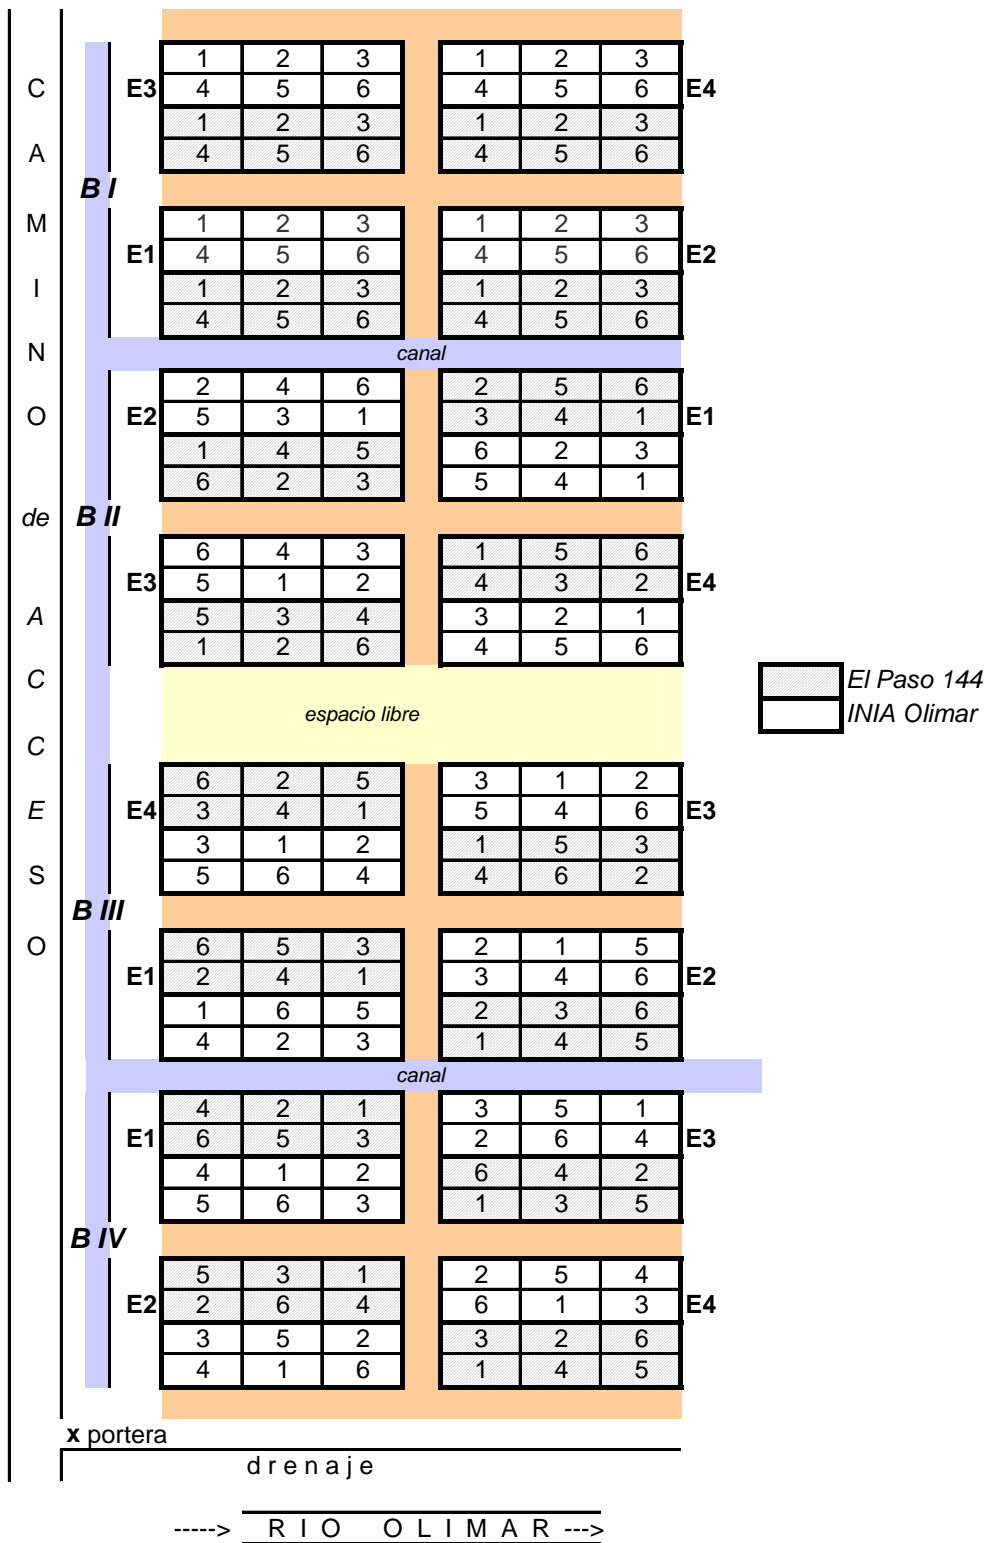 1 2 3 1 2 3
C E3 4 5 6 4 5 6 E4
1 2 3 1 2 3
A 4 5 6 4 5 6
B I
M 1 2 3 1 2 3
E1 4 5 6 4 5 6 E2
I 1 2 3 1 2 3
4 5 6 4 5 6
N canal
2 4 6 2 5 6
O E2 5 3 1 3 4 1 E1
1 4 5 6 2 3
6 2 3 5 4 1
de B II
6 4 3 1 5 6
E3 5 1 2 4 3 2 E4
A 5 3 4 3 2 1
1 2 6 4 5 6
C El Paso 144
espacio libre INIA Olimar
C
6 2 5 3 1 2
E E4 3 4 1 5 4 6 E3
3 1 2 1 5 3
S 5 6 4 4 6 2
B III
O 6 5 3 2 1 5
E1 2 4 1 3 4 6 E2
1 6 5 2 3 6
4 2 3 1 4 5
canal
4 2 1 3 5 1
E1 6 5 3 2 6 4 E3
4 1 2 6 4 2
5 6 3 1 3 5
B IV
5 3 1 2 5 4
E2 2 6 4 6 1 3 E4
3 5 2 3 2 6
4 1 6 1 4 5
x portera
d r e n a j e
-----> R I O O L I M A R --->